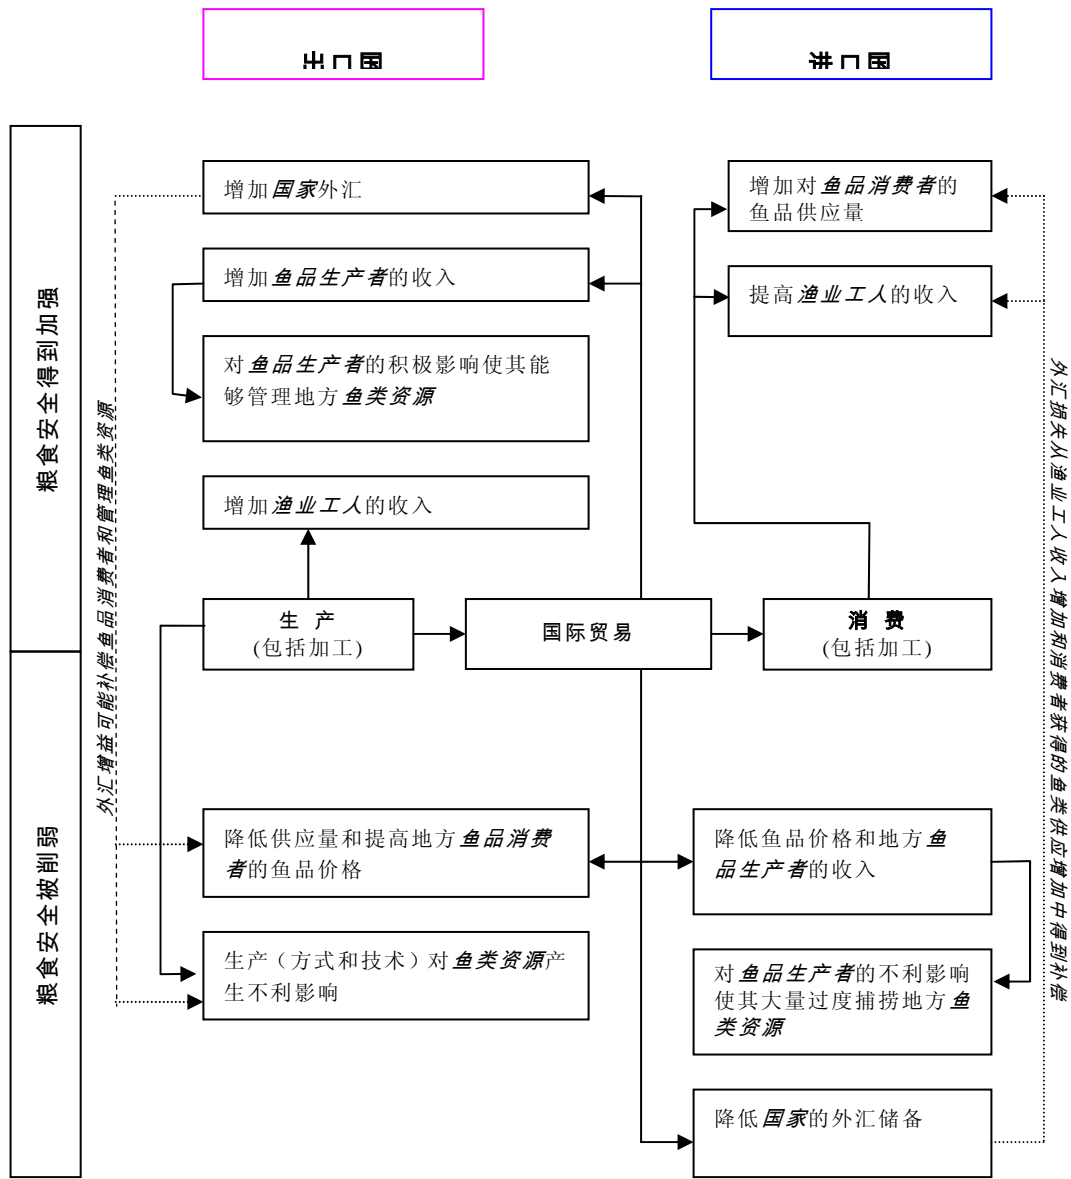 出口国
进口国
粮食安全得到加强
粮食安全被削弱
外汇增益可能补偿鱼品消费者和管理鱼类资源
增加国家外汇
增加鱼品生产者的收入
对鱼品生产者的积极影响使其能
够管理地方鱼类资源
增加渔业工人的收入
生 产
(包括加工)
国际贸易
消 费
(包括加工)
增加对鱼品消费者的
鱼品供应量
提高渔业工人的收入
降低供应量和提高地方鱼品消费
者的鱼品价格
生产（方式和技术）对鱼类资源产
生不利影响
降低鱼品价格和地方鱼
品生产者的收入
对鱼品生产者的不利影响
使其大量过度捕捞地方鱼
类资源
降低国家的外汇储备
外汇损失从渔业工人收入增加和消费者获得的鱼类供应增加中得到补偿